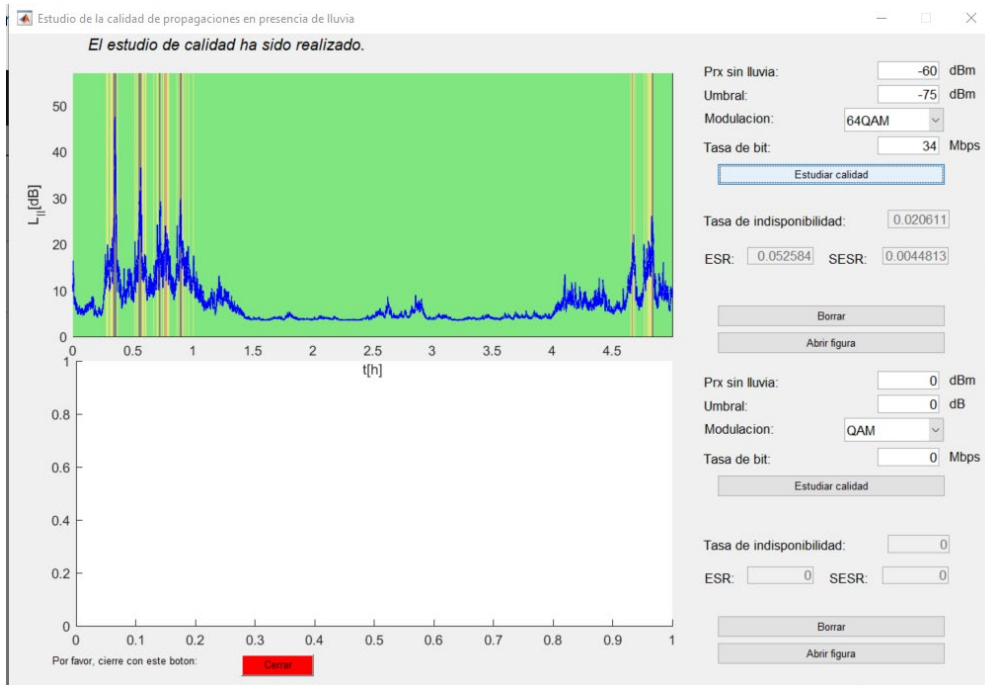 Estudio de la calidad de propagaciones en presencia de lluvia
El estudio de calidad ha sido realizado.
50
40
30
20
10
0
L||[dB]
0 0.5 1 1.5 2 2.5 3 3.5 4 4.5
t[h]
Prx sin lluvia: -60 dBm
Umbral: -75 dBm
Modulacion: 64QAM
Tasa de bit: 34 Mbps
Estudiar calidad
Tasa de indisponibilidad: 0.020611
ESR: 0.052584 SESR: 0.0044813
Borrar
Abrir figura
1
0.8
0.6
0.4
0.2
0
0 0.1 0.2 0.3 0.4 0.5 0.6 0.7 0.8 0.9 1
Prx sin lluvia: 0 dBm
Umbral: 0 dB
Modulacion: QAM
Tasa de bit: 0 Mbps
Estudiar calidad
Tasa de indisponibilidad: 0
ESR: 0 SESR: 0
Borrar
Abrir figura
Por favor, cierre con este boton: Cerrar